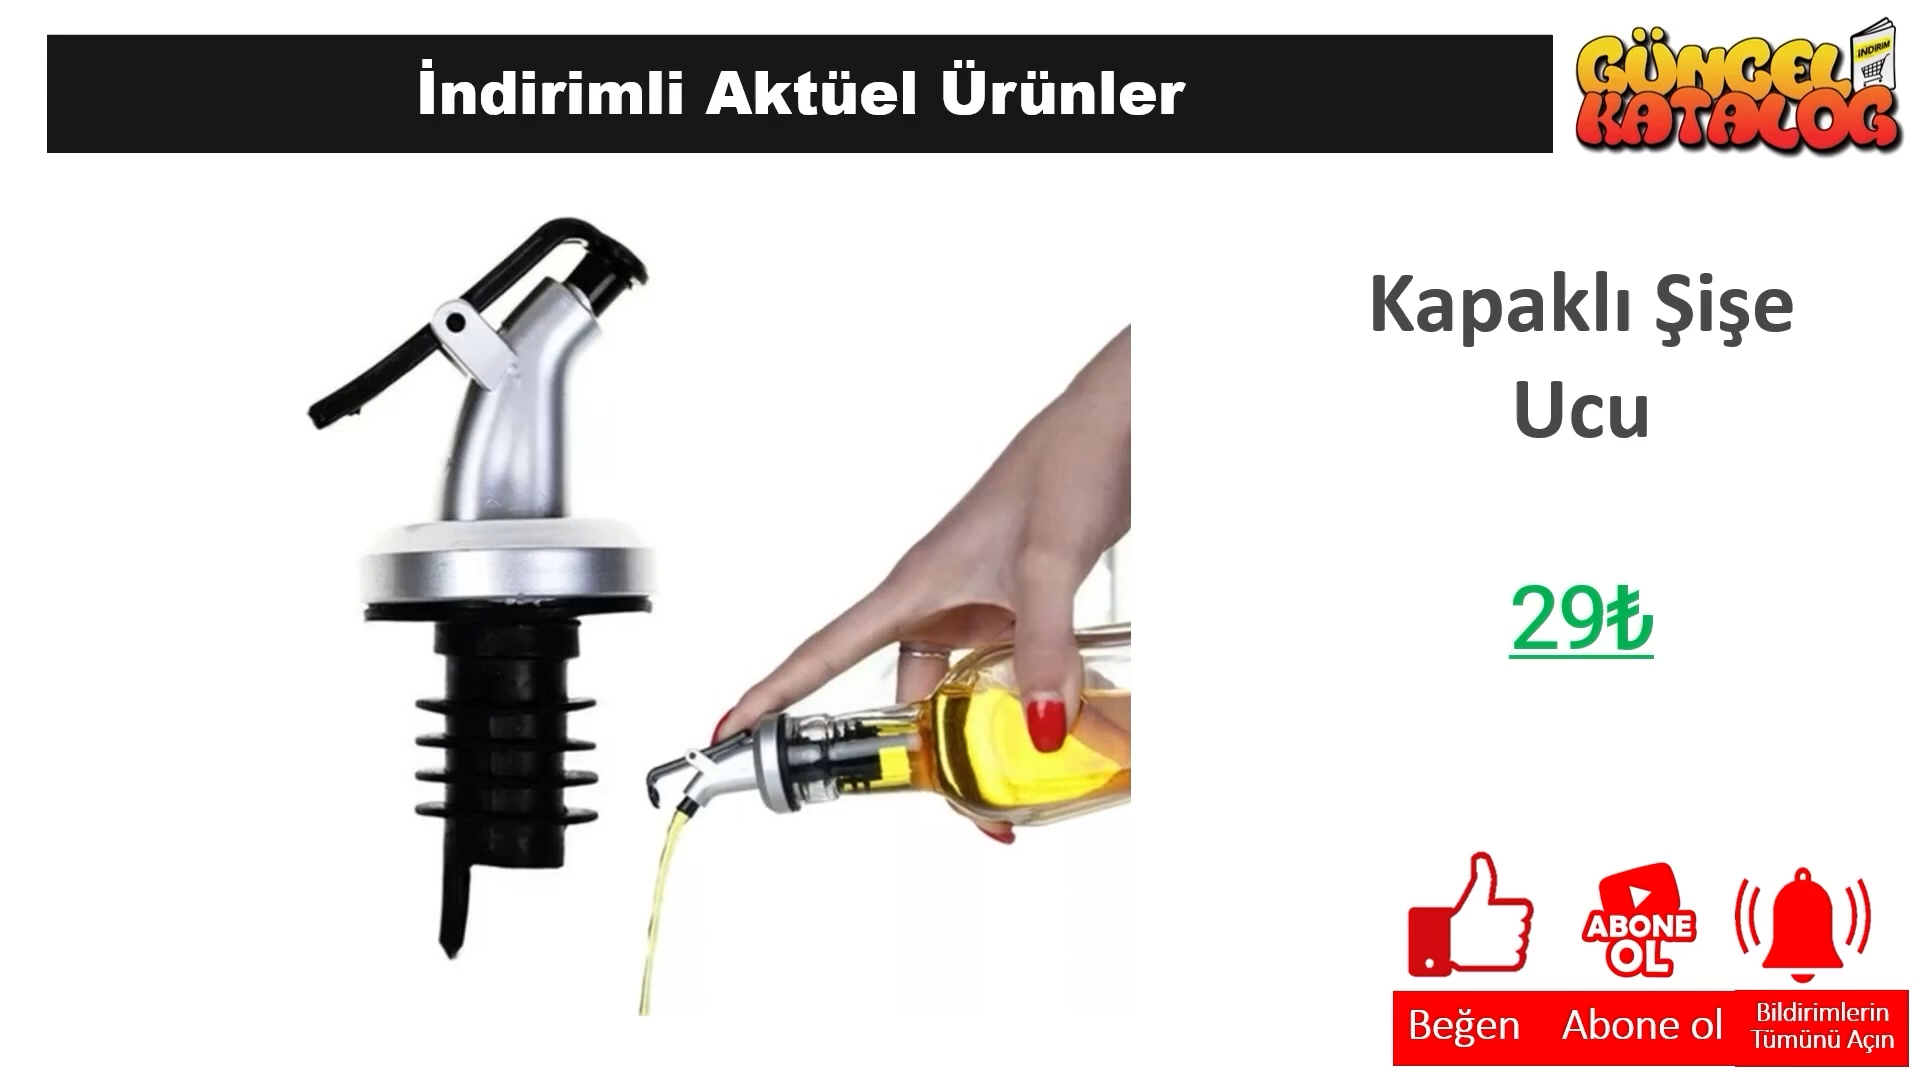 İndirimli Aktüel Ürünler
GÜNCEL
KATALOG
İNDİRİM
Kapaklı Şişe
Ucu
29₺
ABONE
OL
Beğen
Abone ol
Bildirimlerin
Tümünü Açın